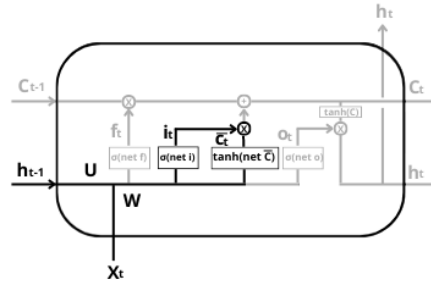 hₜ
Cₜ₋₁
Cₜ
tanh(C)
fₜ
iₜ
C̅ₜ
oₜ
σ(net f)
σ(net i)
tanh(net C̅)
σ(net o)
hₜ₋₁
U
W
hₜ
Xₜ